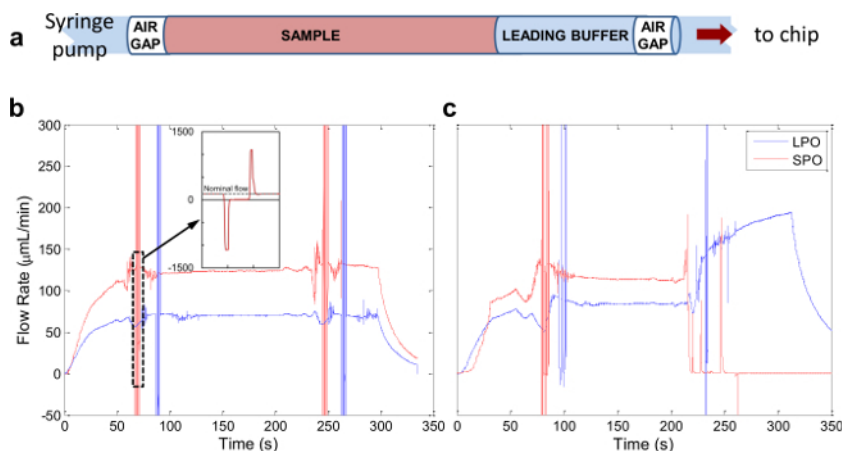 a
Syringe
pump
AIR
GAP
SAMPLE
LEADING BUFFER
AIR
GAP
to chip
b
c
300
250
200
150
100
50
0
-50
Flow Rate (µmL/min)
1500
Nominal flow
0
-1500
LPO
SPO
0 50 100 150 200 250 300 350
0 50 100 150 200 250 300 350
Time (s)
Time (s)